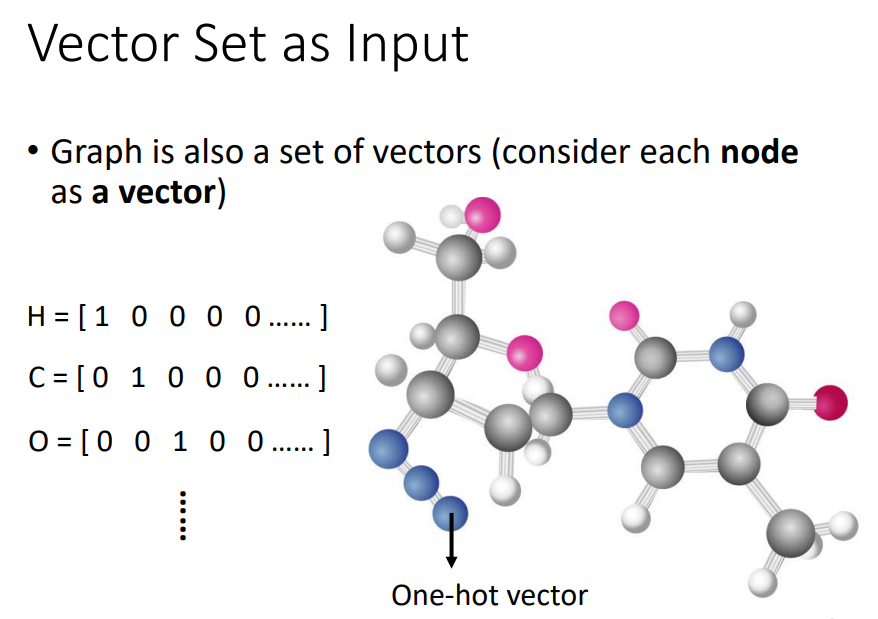 Vector Set as Input
• Graph is also a set of vectors (consider each node
as a vector)
H = [ 1 0 0 0 0 …… ]
C = [ 0 1 0 0 0 …… ]
O = [ 0 0 1 0 0 …… ]
……
One-hot vector